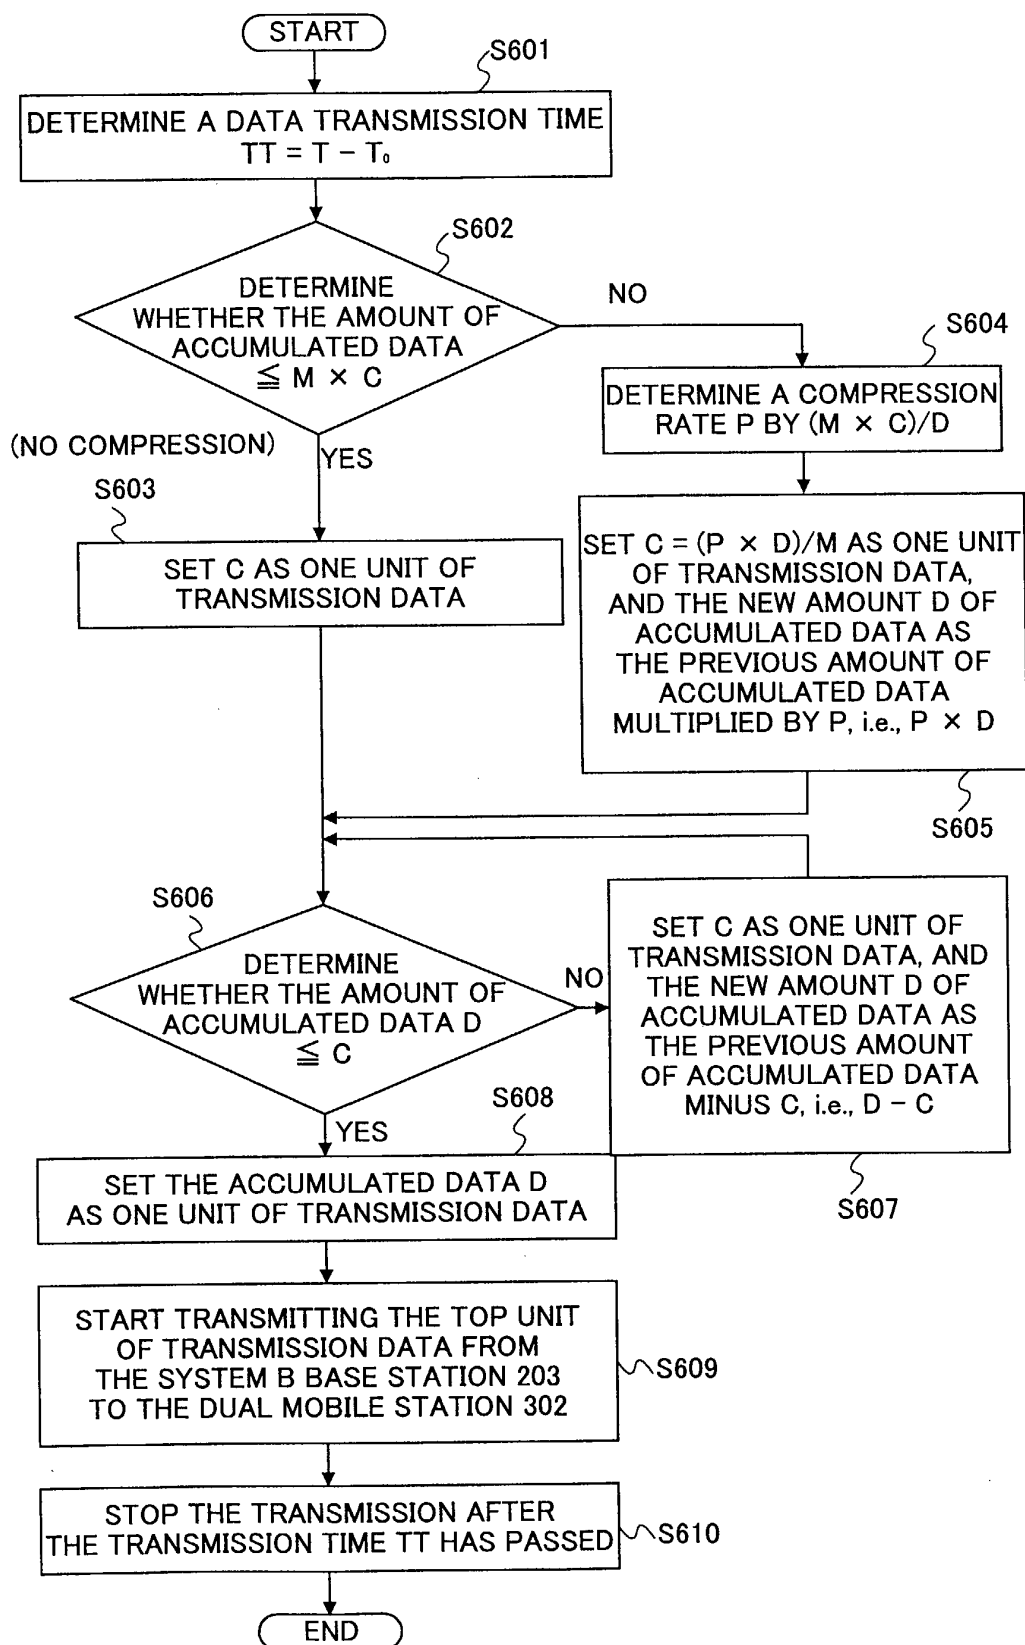 START
S601
DETERMINE A DATA TRANSMISSION TIME
TT = T − T₀
S602
DETERMINE
WHETHER THE AMOUNT OF
ACCUMULATED DATA
≦ M × C
NO
S604
DETERMINE A COMPRESSION
RATE P BY (M × C)/D
(NO COMPRESSION)
YES
S603
SET C AS ONE UNIT OF
TRANSMISSION DATA
SET C = (P × D)/M AS ONE UNIT
OF TRANSMISSION DATA,
AND THE NEW AMOUNT D OF
ACCUMULATED DATA AS
THE PREVIOUS AMOUNT OF
ACCUMULATED DATA
MULTIPLIED BY P, i.e., P × D
S605
S606
DETERMINE
WHETHER THE AMOUNT OF
ACCUMULATED DATA D
≦ C
NO
SET C AS ONE UNIT OF
TRANSMISSION DATA, AND
THE NEW AMOUNT D OF
ACCUMULATED DATA AS
THE PREVIOUS AMOUNT
OF ACCUMULATED DATA
MINUS C, i.e., D − C
S607
YES
S608
SET THE ACCUMULATED DATA D
AS ONE UNIT OF TRANSMISSION DATA
START TRANSMITTING THE TOP UNIT
OF TRANSMISSION DATA FROM
THE SYSTEM B BASE STATION 203
TO THE DUAL MOBILE STATION 302
S609
STOP THE TRANSMISSION AFTER
THE TRANSMISSION TIME TT HAS PASSED
S610
END